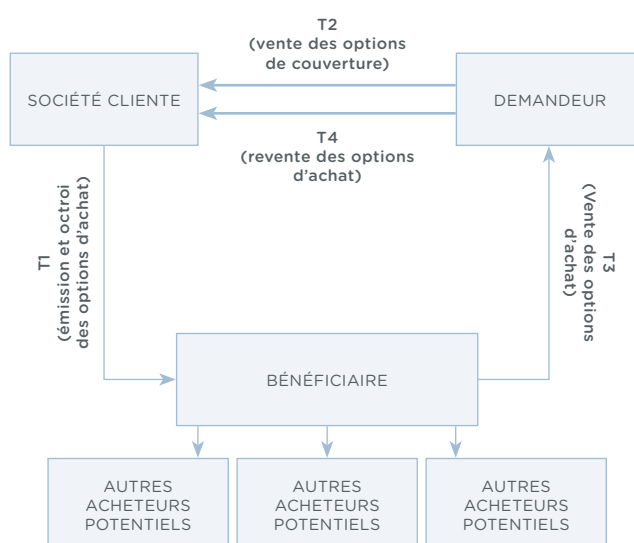 T2
(vente des options
de couverture)
SOCIÉTÉ CLIENTE
DEMANDEUR
T4
(revente des options
d'achat)
T1
(émission et octroi
des options d'achat)
T3
(Vente des options
d'achat)
BÉNÉFICIAIRE
AUTRES
ACHETEURS
POTENTIELS
AUTRES
ACHETEURS
POTENTIELS
AUTRES
ACHETEURS
POTENTIELS